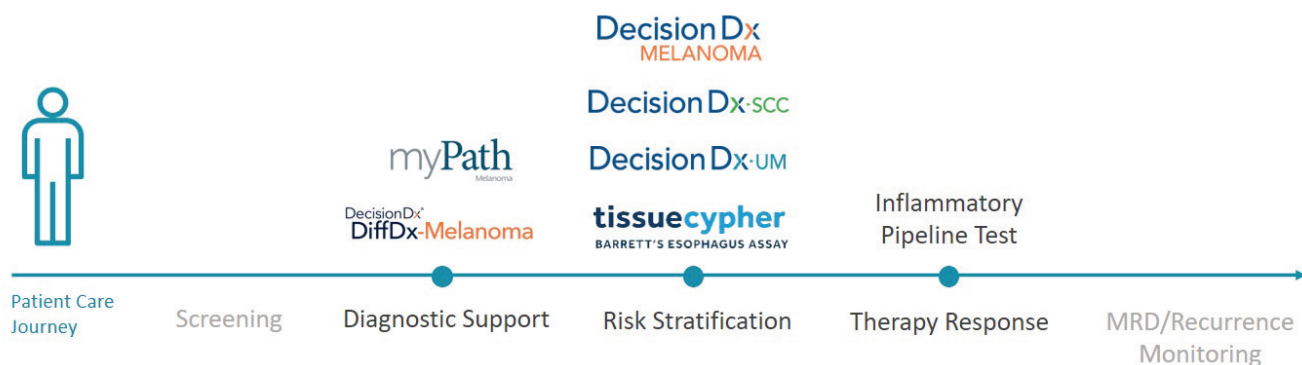 DecisionDx
MELANOMA
DecisionDx·SCC
myPath
Melanoma
DecisionDx·UM
DecisionDx®
DiffDx-Melanoma
tissuecypher
BARRETT'S ESOPHAGUS ASSAY
Inflammatory
Pipeline Test
Patient Care
Journey
Screening
Diagnostic Support
Risk Stratification
Therapy Response
MRD/Recurrence
Monitoring